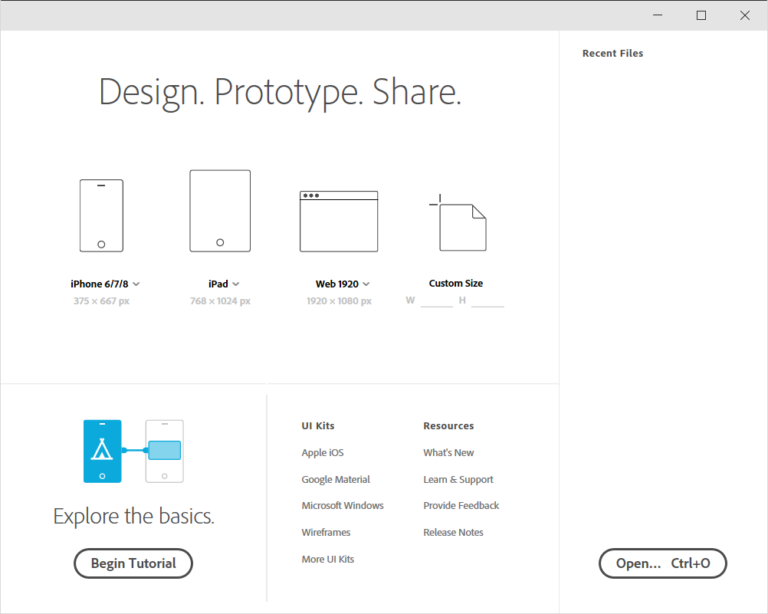 Recent Files
Design. Prototype. Share.
iPhone 6/7/8
375 × 667 px
iPad
768 × 1024 px
Web 1920
1920 × 1080 px
Custom Size
W H
Explore the basics.
Begin Tutorial
UI Kits
Apple iOS
Google Material
Microsoft Windows
Wireframes
More UI Kits
Resources
What's New
Learn & Support
Provide Feedback
Release Notes
Open... Ctrl+O